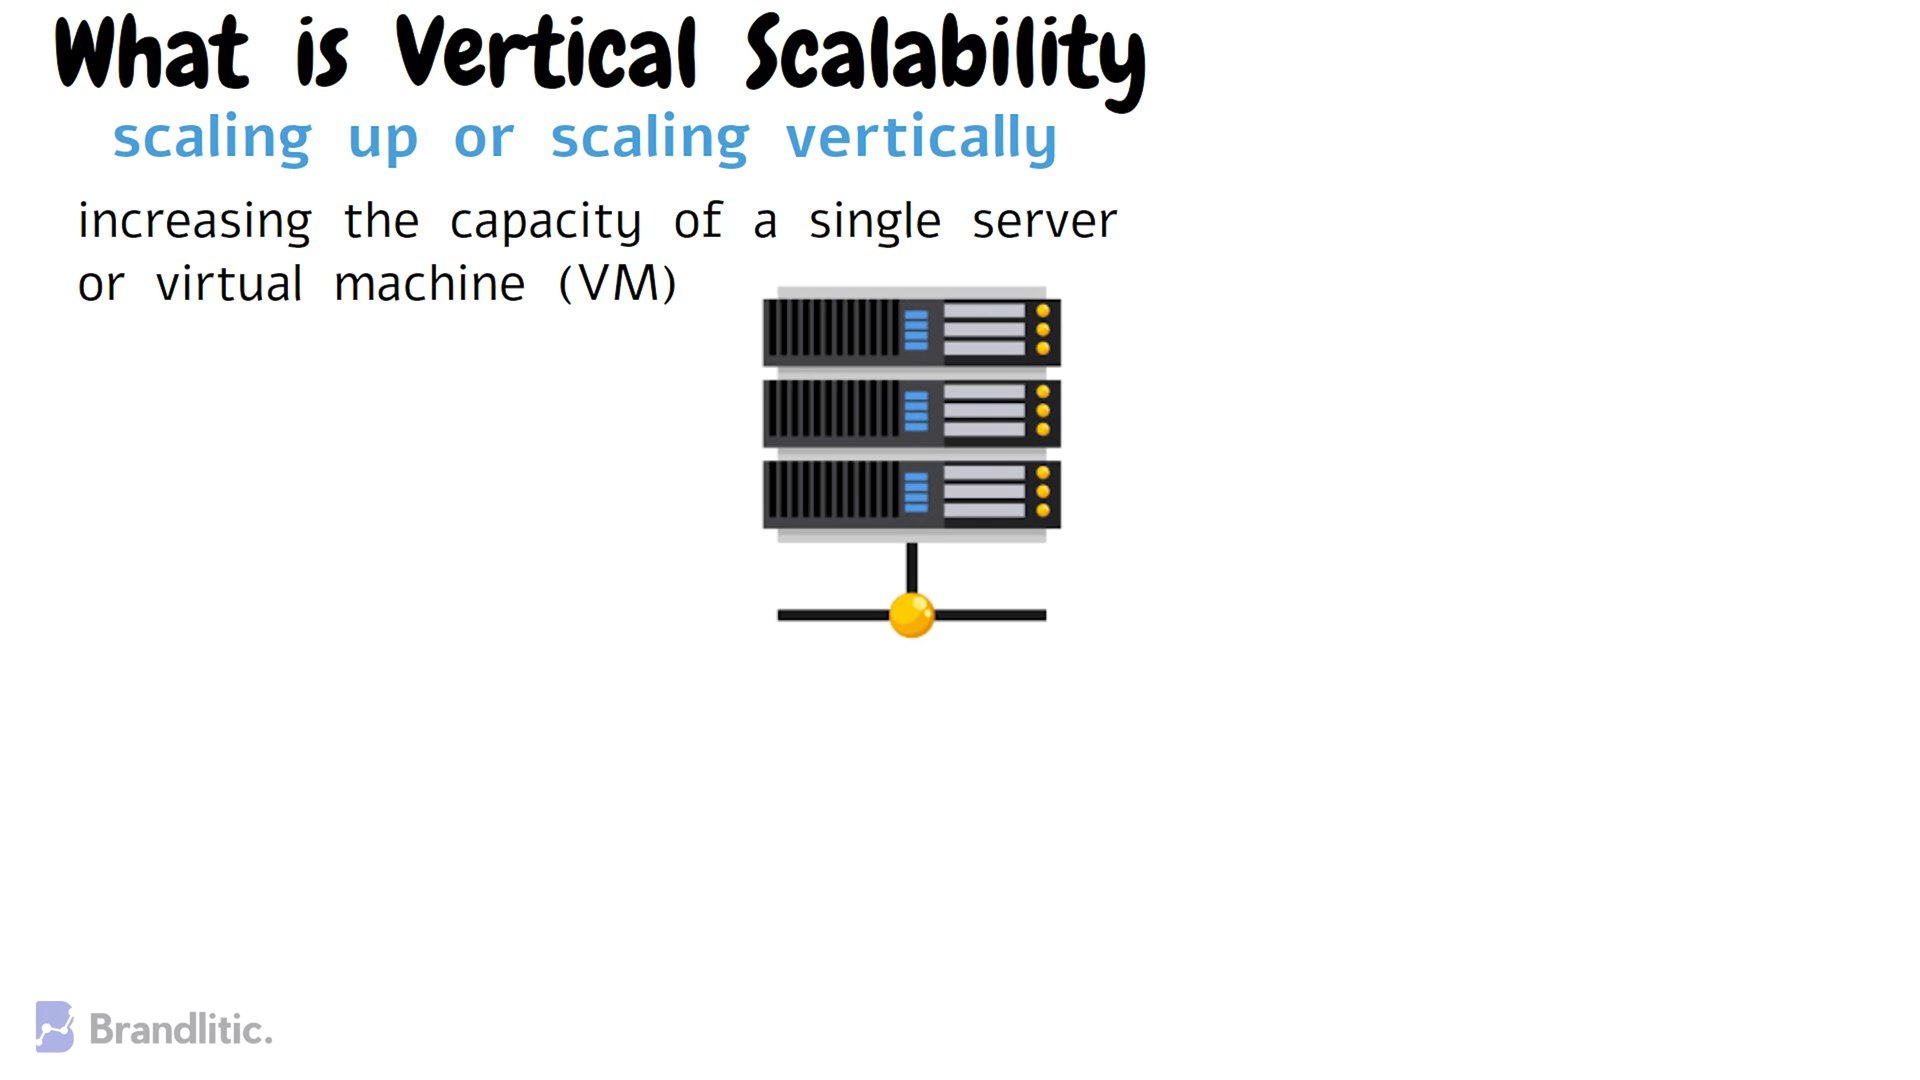 What is Vertical Scalability
scaling up or scaling vertically
increasing the capacity of a single server
or virtual machine (VM)
Brandlitic.